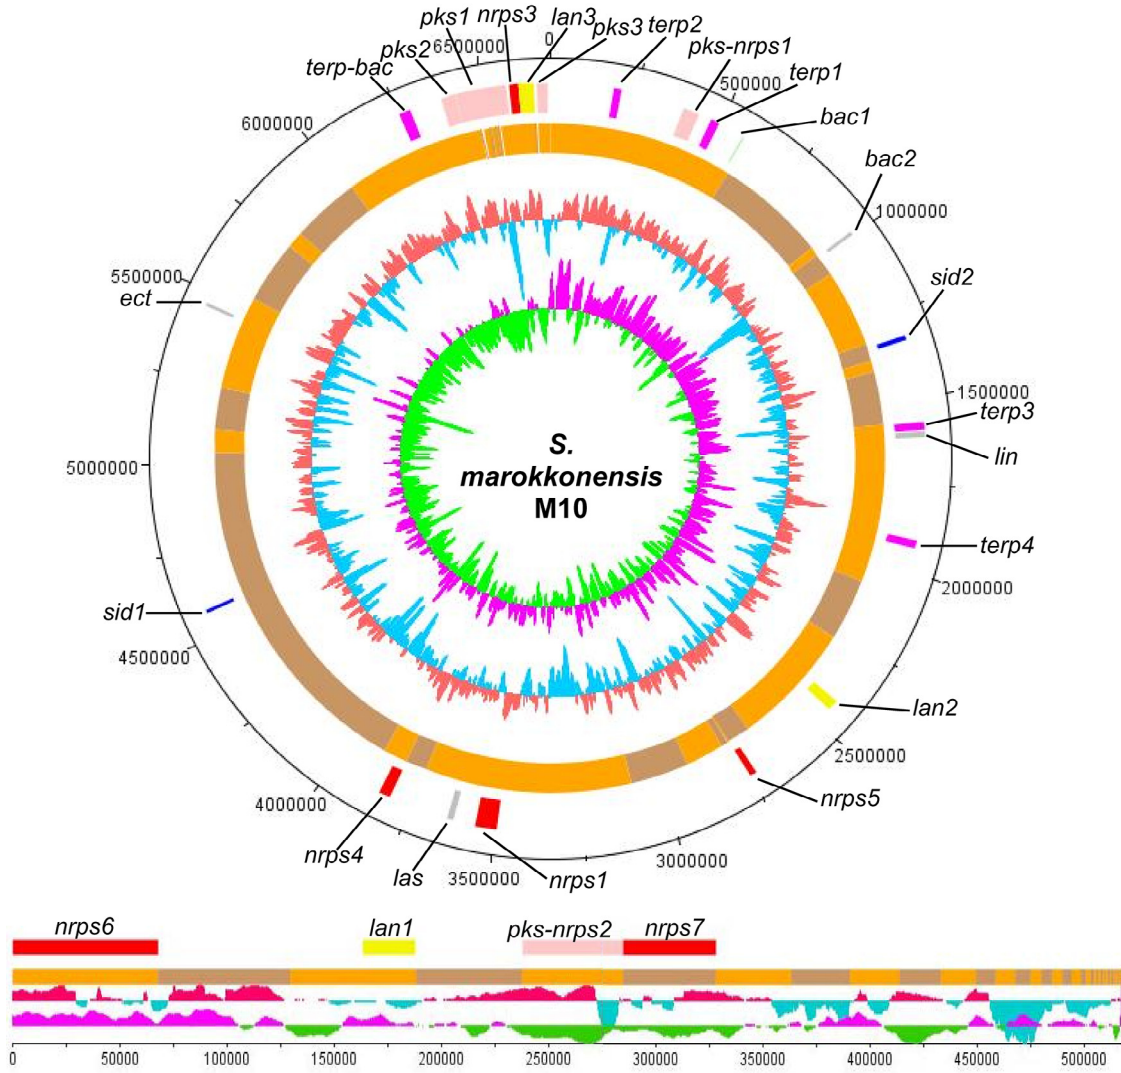 pks1 nrps3 lan3
pks2 6500000 0 pks3 terp2
terp-bac pks-nrps1
500000 terp1
6000000 bac1
bac2
1000000
5500000 sid2
ect
1500000
terp3
S.
marokkonensis
M10
5000000 lin
terp4
2000000
sid1
4500000
lan2
2500000
4000000 nrps5
nrps4 3000000
las 3500000 nrps1
nrps6 lan1 pks-nrps2 nrps7
0 50000 100000 150000 200000 250000 300000 350000 400000 450000 500000